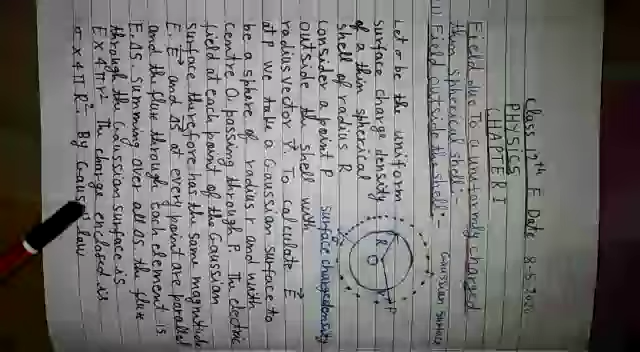 Class 12th E Date 8-5-2020
PHYSICS
CHAPTER I
Field due To a uniformly charged
thin spherical shell:-
(i) Field outside the shell:-
Gaussian surface
Let σ be the uniform
surface charge density
of a thin spherical
shell of radius R
R
O
r
P
surface charge density
Consider a point P
outside the shell with
radius vector r⃗. To calculate E⃗
at P we take a Gaussian surface to
be a sphere of radius r and with
centre O, passing through P. The electric
field at each point of the Gaussian
surface therefore has the same magnitude
E. E⃗ and ΔS⃗ at every point are parallel
and the flux through each element is
E.ΔS. Summing over all ΔS, the flux
through the Gaussian surface is
E×4πr². The charge enclosed is
σ×4πR². By Gauss' law